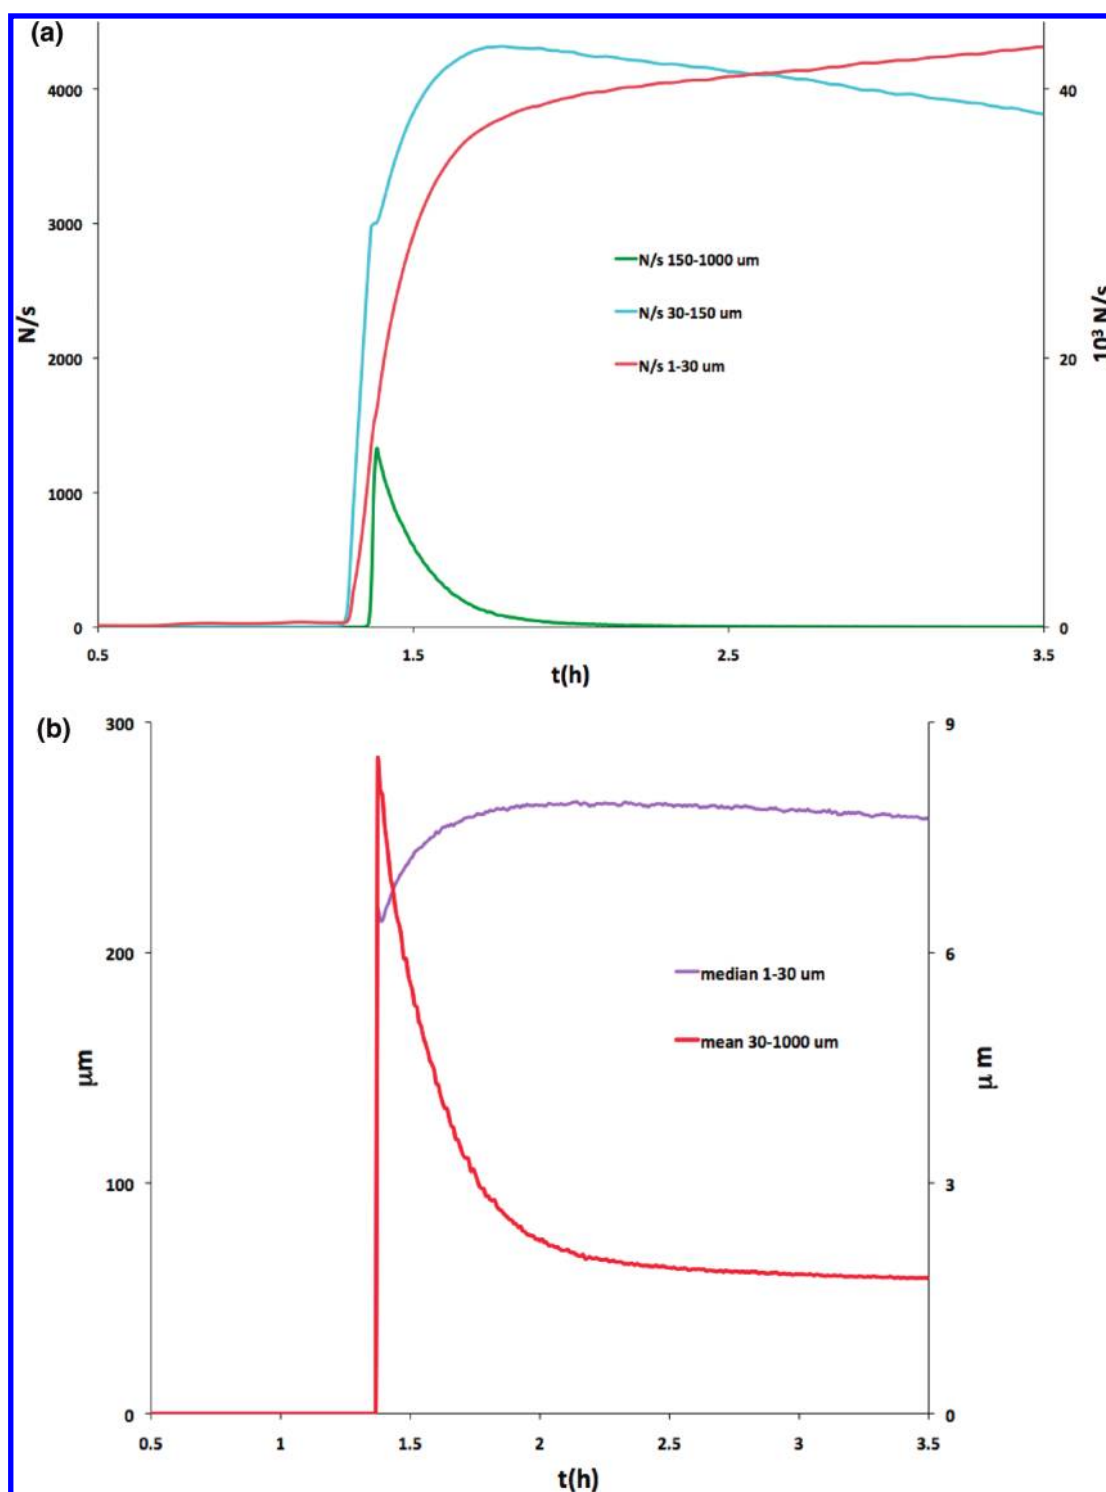 (a)
4000
3000
2000
1000
0
N/s
40
20
0
10³ N/s
N/s 150-1000 um
N/s 30-150 um
N/s 1-30 um
0.5 1.5 2.5 3.5
t(h)
(b)
300
200
100
0
μm
9
6
3
0
μ m
median 1-30 um
mean 30-1000 um
0.5 1 1.5 2 2.5 3 3.5
t(h)